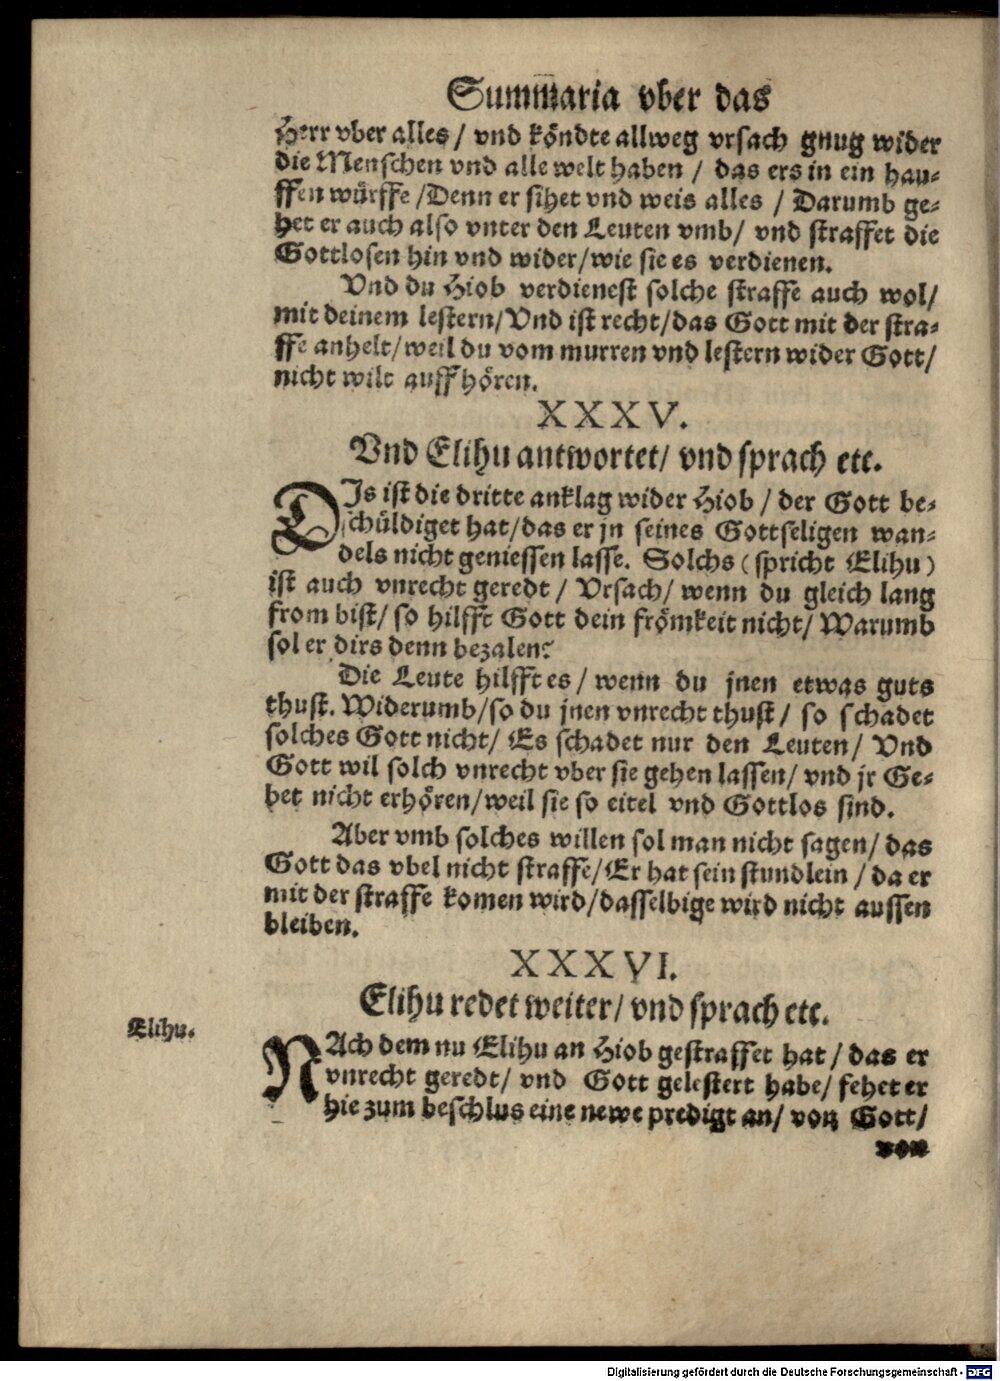 Summaria vber das
Herr vber alles / vnd köndte allweg vrsach gnug wider
die Menschen vnd alle welt haben / das ers in ein hau-
ffen würffe / Denn er sihet vnd weis alles / Darumb ge-
het er auch also vnter den Leuten vmb / vnd straffet die
Gottlosen hin vnd wider / wie sie es verdienen.
Vnd du Hiob verdienest solche straffe auch wol /
mit deinem lestern / Vnd ist recht / das Gott mit der stra-
ffe anhelt / weil du vom murren vnd lestern wider Gott /
nicht wilt auffhören.
XXXV.
Vnd Elihu antwortet / vnd sprach etc.
DIs ist die dritte anklag wider Hiob / der Gott be-
schüldiget hat / das er jn seines Gottseligen wan-
dels nicht geniessen lasse. Solchs ( spricht Elihu )
ist auch vnrecht geredt / Vrsach / wenn du gleich lang
from bist / so hilfft Gott dein frömkeit nicht / Warumb
sol er dirs denn bezalen?
Die Leute hilfft es / wenn du jnen etwas guts
thust. Widerumb / so du jnen vnrecht thust / so schadet
solches Gott nicht / Es schadet nur den Leuten / Vnd
Gott wil solch vnrecht vber sie gehen lassen / vnd jr Ge-
bet nicht erhören / weil sie so eitel vnd Gottlos sind.
Aber vmb solches willen sol man nicht sagen / das
Gott das vbel nicht straffe / Er hat sein stundlein / da er
mit der straffe komen wird / dasselbige wird nicht aussen
bleiben.
XXXVI.
Elihu redet weiter / vnd sprach etc.
Elihu.
NAch dem nu Elihu an Hiob gestraffet hat / das er
vnrecht geredt / vnd Gott gelestert habe / fehet er
hie zum beschlus eine newe predigt an / von Gott /
von
Digitalisierung gefördert durch die Deutsche Forschungsgemeinschaft - DFG